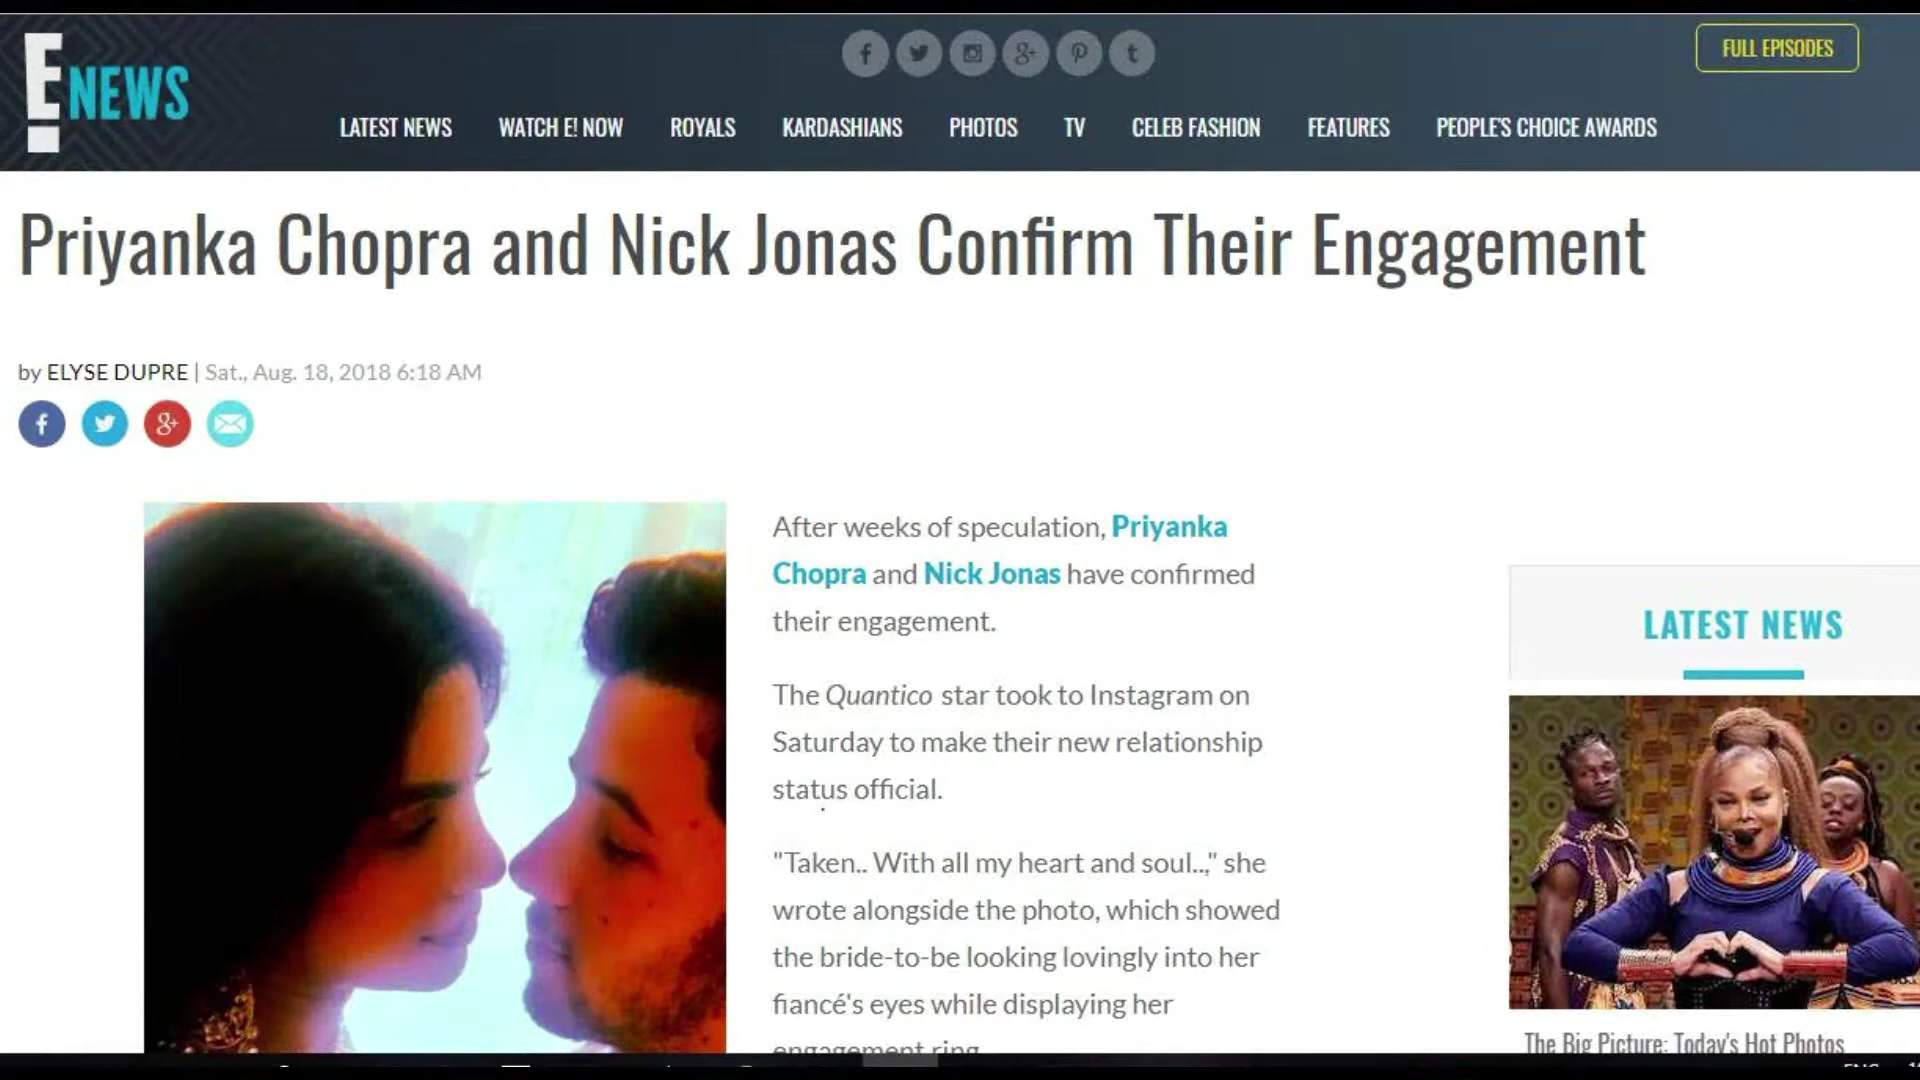 E! NEWS
FULL EPISODES
LATEST NEWS WATCH E! NOW ROYALS KARDASHIANS PHOTOS TV CELEB FASHION FEATURES PEOPLE'S CHOICE AWARDS
Priyanka Chopra and Nick Jonas Confirm Their Engagement
by ELYSE DUPRE | Sat., Aug. 18, 2018 6:18 AM
After weeks of speculation, Priyanka
Chopra and Nick Jonas have confirmed
their engagement.
The Quantico star took to Instagram on
Saturday to make their new relationship
status official.
"Taken.. With all my heart and soul..," she
wrote alongside the photo, which showed
the bride-to-be looking lovingly into her
fiancé's eyes while displaying her
engagement ring.
LATEST NEWS
The Big Picture: Today's Hot Photos